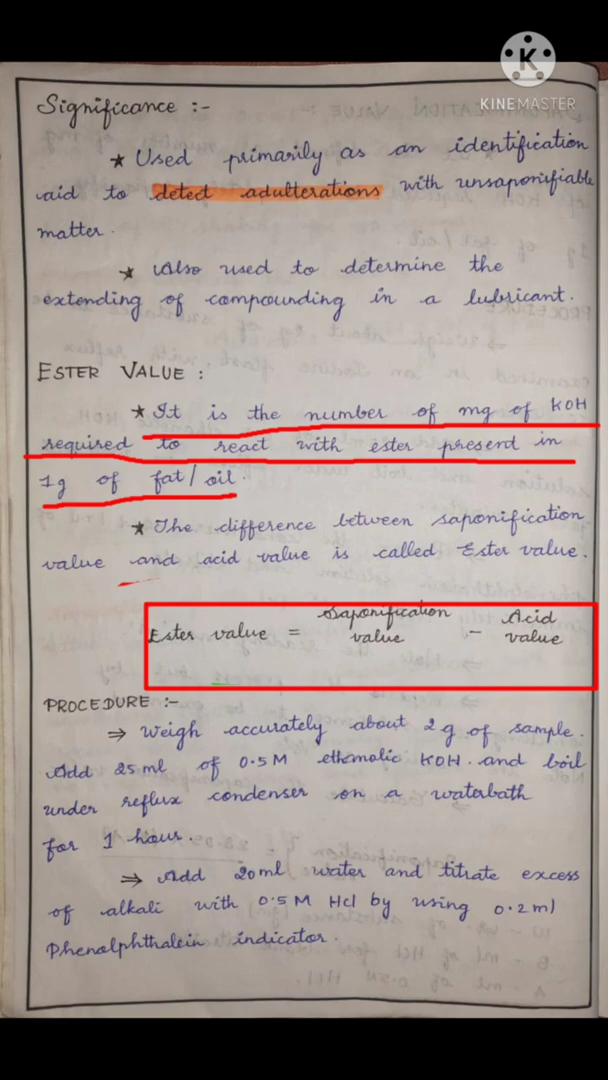 K
KINEMASTER
Significance :-
★ Used primarily as an identification
aid to detect adulterations with unsaponifiable
matter.
★ Also used to determine the
extending of compounding in a lubricant.
ESTER VALUE :
★ It is the number of mg of KOH
required to react with ester present in
1g of fat/oil.
★ The difference between saponification
value and acid value is called Ester value.
Ester value = Saponification value - Acid value
PROCEDURE :-
⇒ Weigh accurately about 2g of sample.
Add 25ml of 0.5M ethanolic KOH and boil
under reflux condenser on a waterbath
for 1 hour.
⇒ Add 20ml water and titrate excess
of alkali with 0.5M Hcl by using 0.2ml
Phenolphthalein indicator.